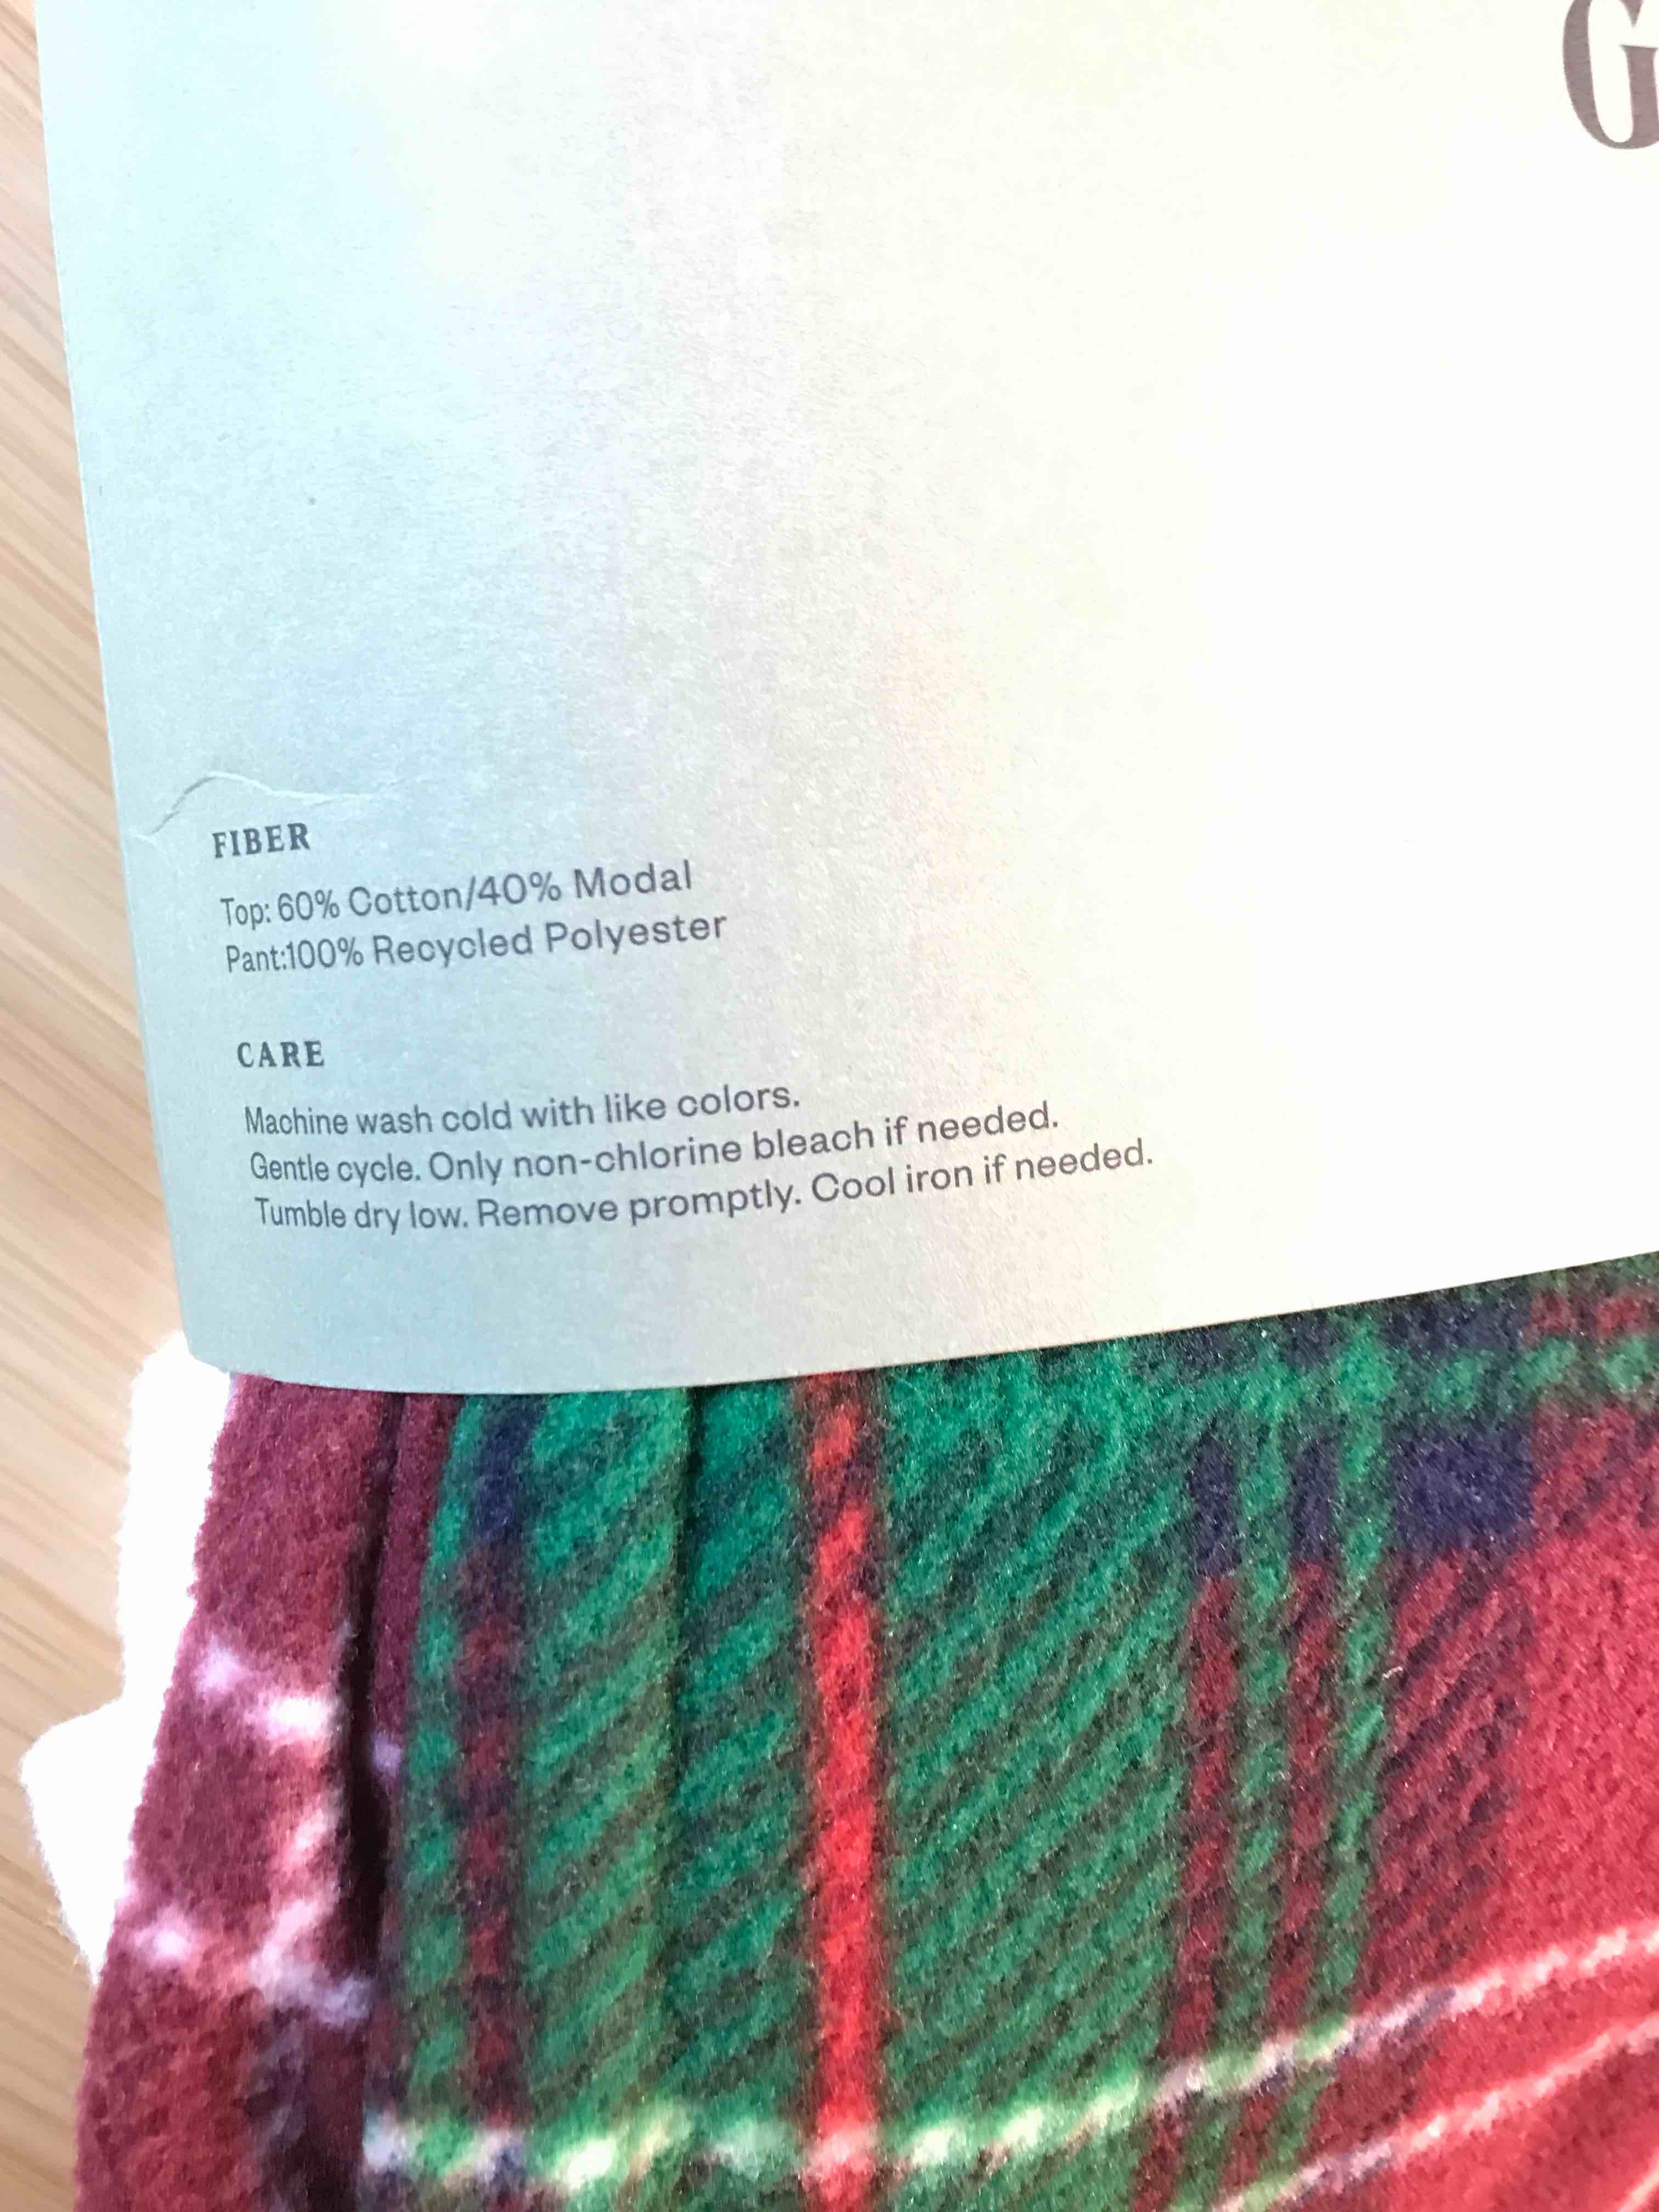 G
FIBER
Top: 60% Cotton/40% Modal
Pant:100% Recycled Polyester
CARE
Machine wash cold with like colors.
Gentle cycle. Only non-chlorine bleach if needed.
Tumble dry low. Remove promptly. Cool iron if needed.